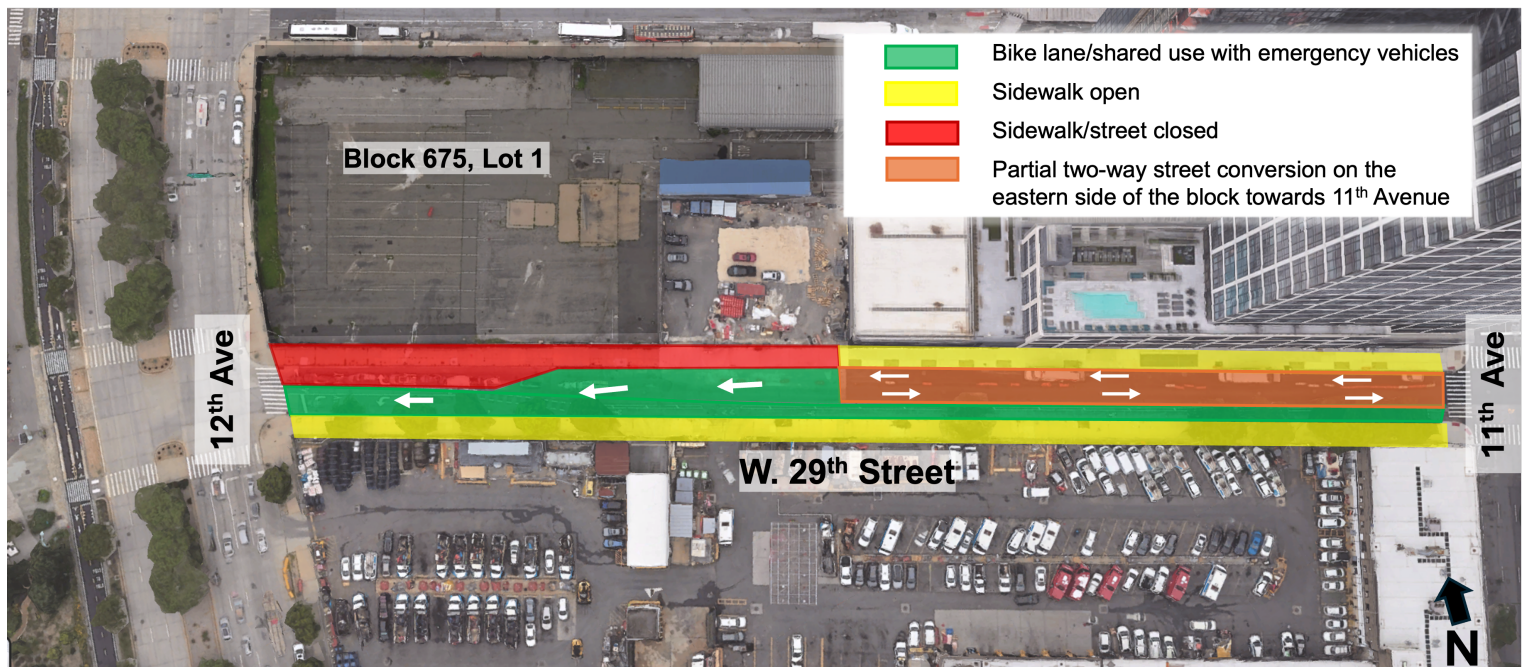 Bike lane/shared use with emergency vehicles
Sidewalk open
Sidewalk/street closed
Partial two-way street conversion on the
eastern side of the block towards 11th Avenue
Block 675, Lot 1
12th Ave
11th Ave
W. 29th Street
N